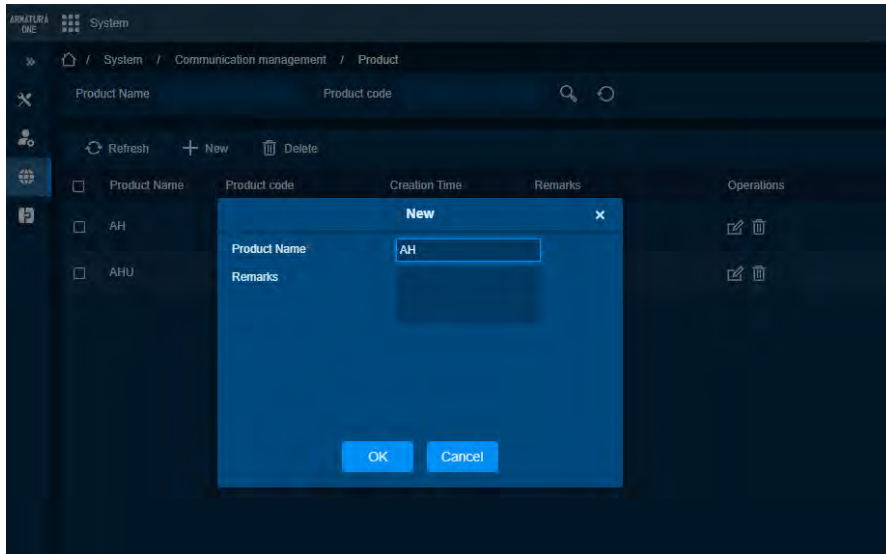 ARMATURA ONE
System
/ System / Communication management / Product
Product Name Product code
Refresh New Delete
Product Name Product code Creation Time Remarks Operations
AH
AHU
New
Product Name*
AH
Remarks
OK Cancel